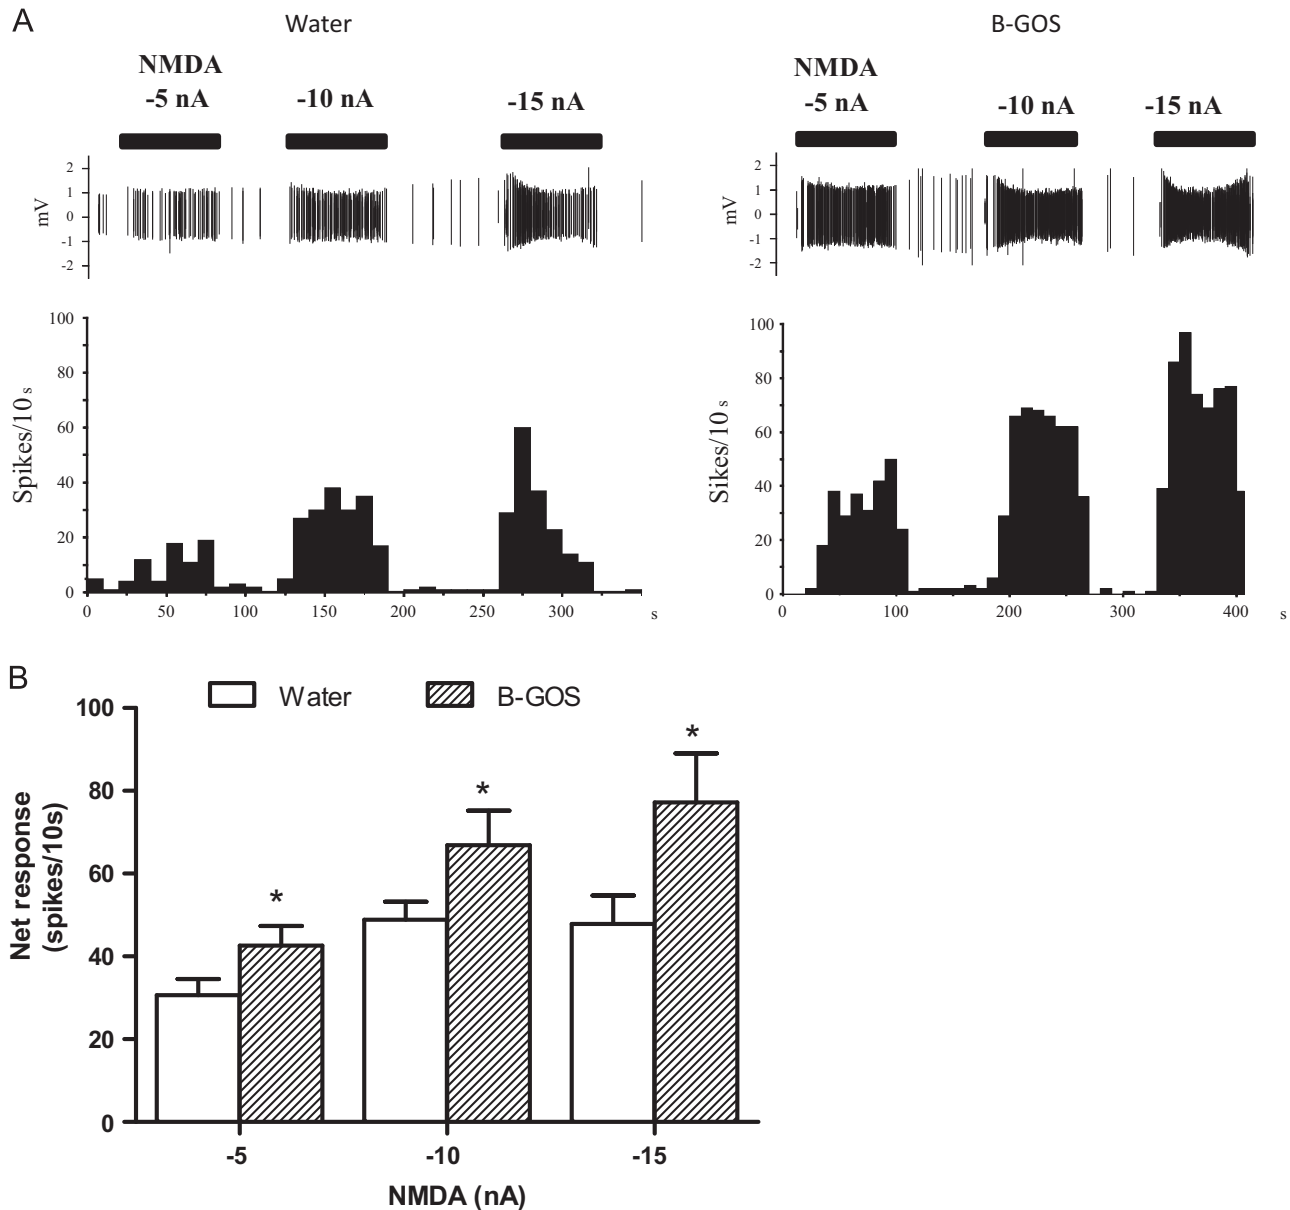 A
Water
B-GOS
NMDA
-5 nA
-10 nA
-15 nA
NMDA
-5 nA
-10 nA
-15 nA
2
1
0
-1
-2
mV
2
1
0
-1
-2
mV
100
80
60
40
20
0
Spikes/10 s
0
50
100
150
200
250
300
s
100
80
60
40
20
0
Sikes/10 s
0
100
200
300
400
s
B
Water
B-GOS
100
80
60
40
20
0
Net response
(spikes/10s)
*
*
*
-5
-10
-15
NMDA (nA)